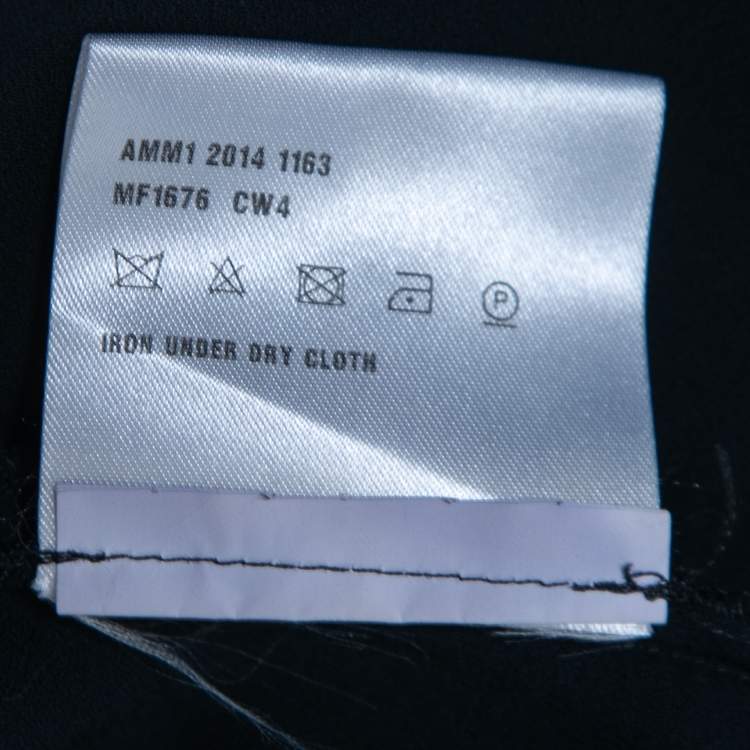 AMM1 2014 1163
MF1676 CW4
P
IRON UNDER DRY CLOTH